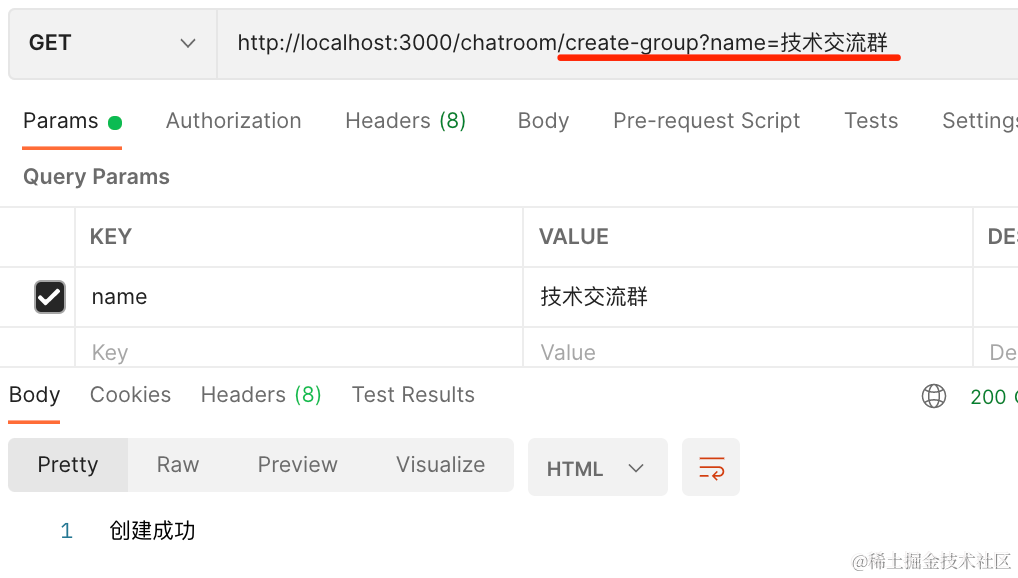 GET http://localhost:3000/chatroom/create-group?name=技术交流群
Params Authorization Headers (8) Body Pre-request Script Tests Settings
Query Params
KEY VALUE DES
name 技术交流群
Key Value De
Body Cookies Headers (8) Test Results 200
Pretty Raw Preview Visualize HTML
1 创建成功
@稀土掘金技术社区